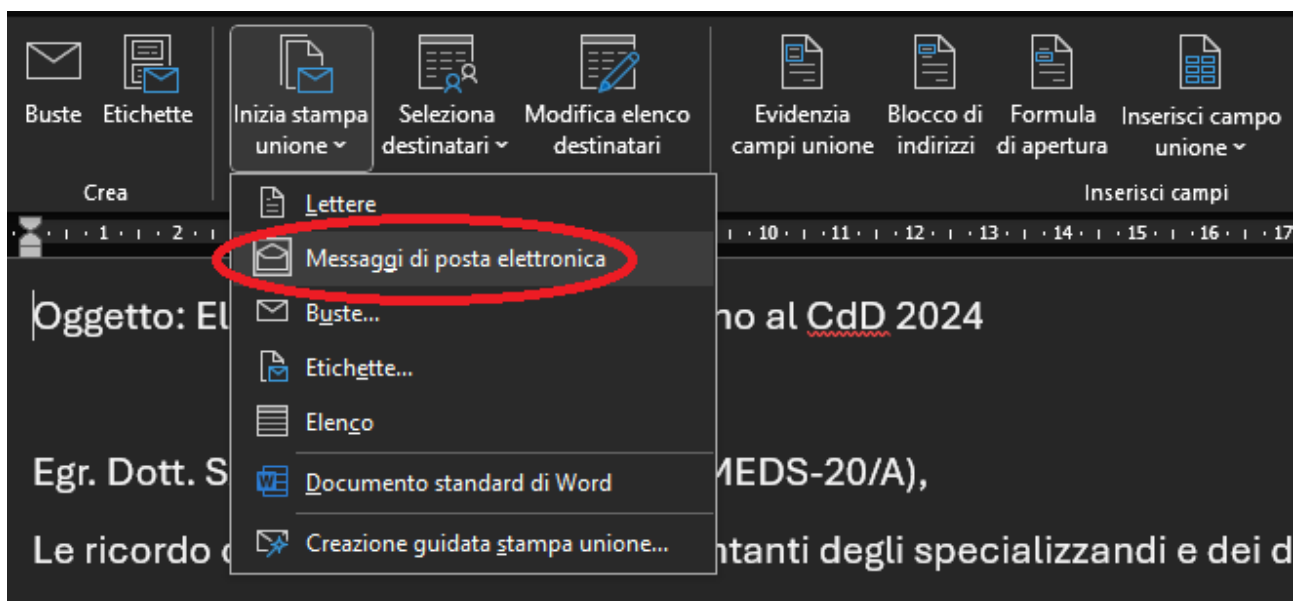 Buste
Etichette
Inizia stampa
unione
Seleziona
destinatari
Modifica elenco
destinatari
Evidenzia
campi unione
Blocco di
indirizzi
Formula
di apertura
Inserisci campo
unione
Crea
Inserisci campi
1 2
10 11 12 13 14 15 16 17
Lettere
Messaggi di posta elettronica
Buste...
Etichette...
Elenco
Documento standard di Word
Creazione guidata stampa unione...
Oggetto: El no al CdD 2024
Egr. Dott. S MEDS-20/A),
Le ricordo ntanti degli specializzandi e dei d